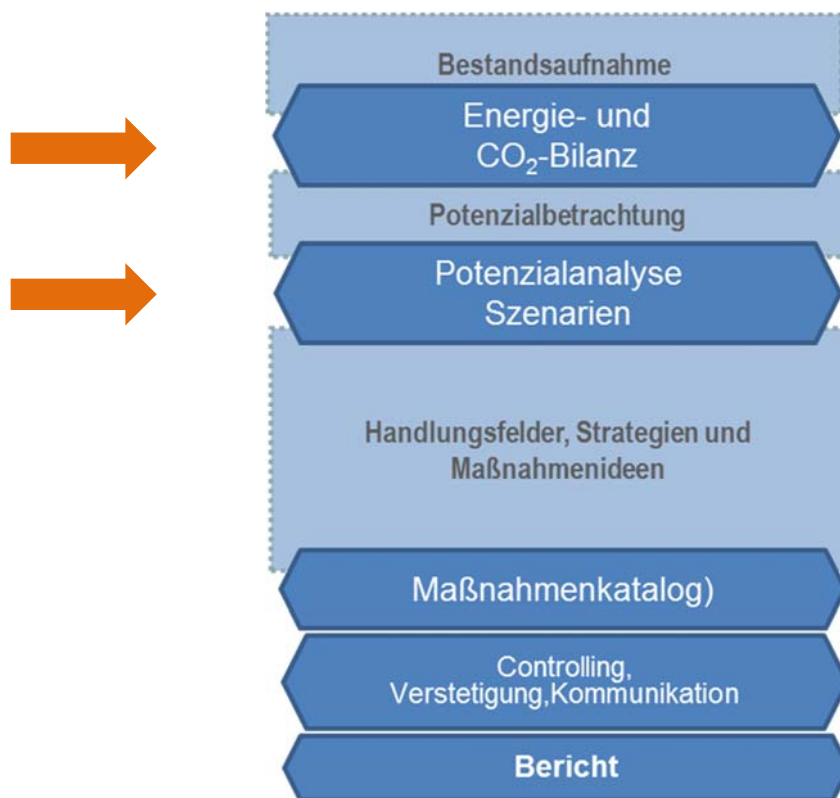 Bestandsaufnahme
Energie- und
CO₂-Bilanz
Potenzialbetrachtung
Potenzialanalyse
Szenarien
Handlungsfelder, Strategien und
Maßnahmenideen
Maßnahmenkatalog)
Controlling,
Verstetigung,Kommunikation
Bericht